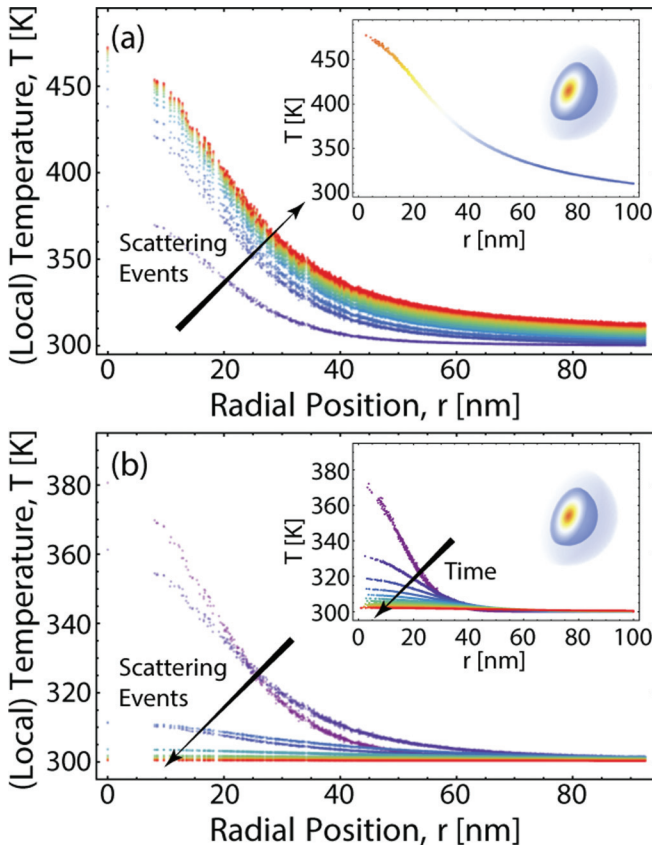 (a)
(Local) Temperature, T [K]
450
400
350
300
Scattering
Events
0
20
40
60
80
Radial Position, r [nm]
T [K]
450
400
350
300
0
20
40
60
80
100
r [nm]
(b)
(Local) Temperature, T [K]
380
360
340
320
300
Scattering
Events
0
20
40
60
80
Radial Position, r [nm]
T [K]
380
360
340
320
300
Time
0
20
40
60
80
100
r [nm]